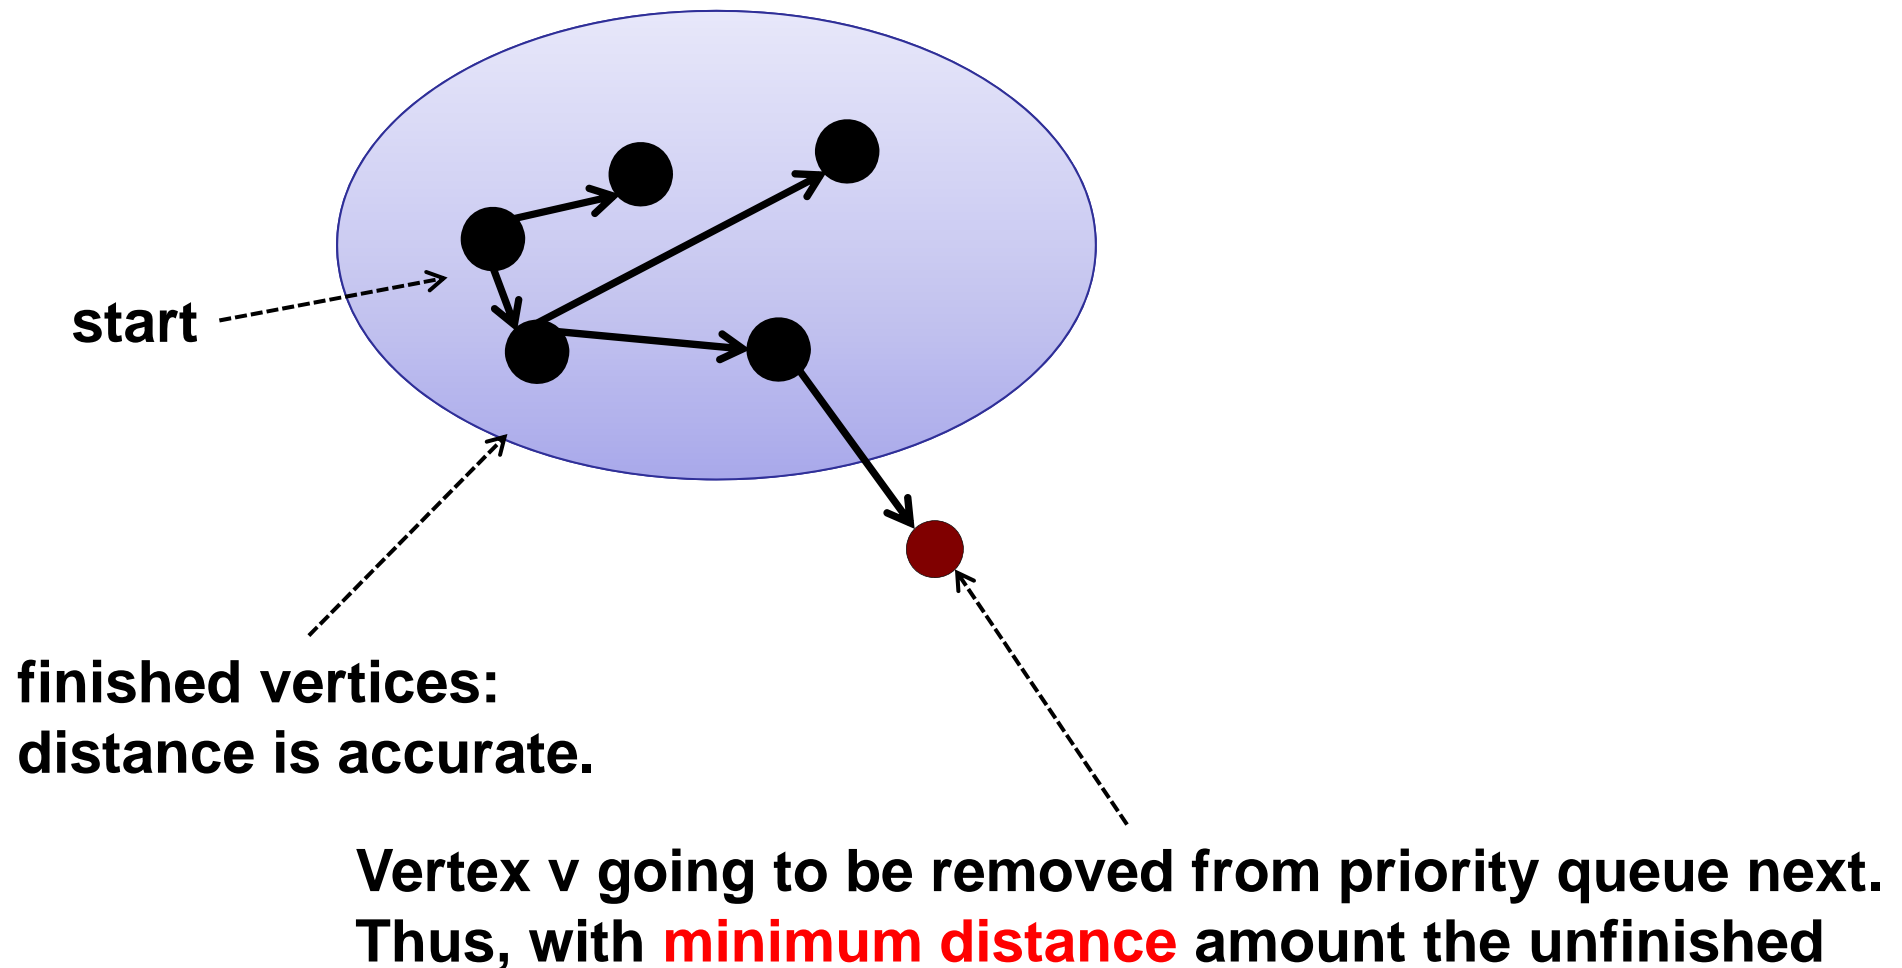 start
finished vertices:
distance is accurate.
Vertex v going to be removed from priority queue next.
Thus, with minimum distance amount the unfinished